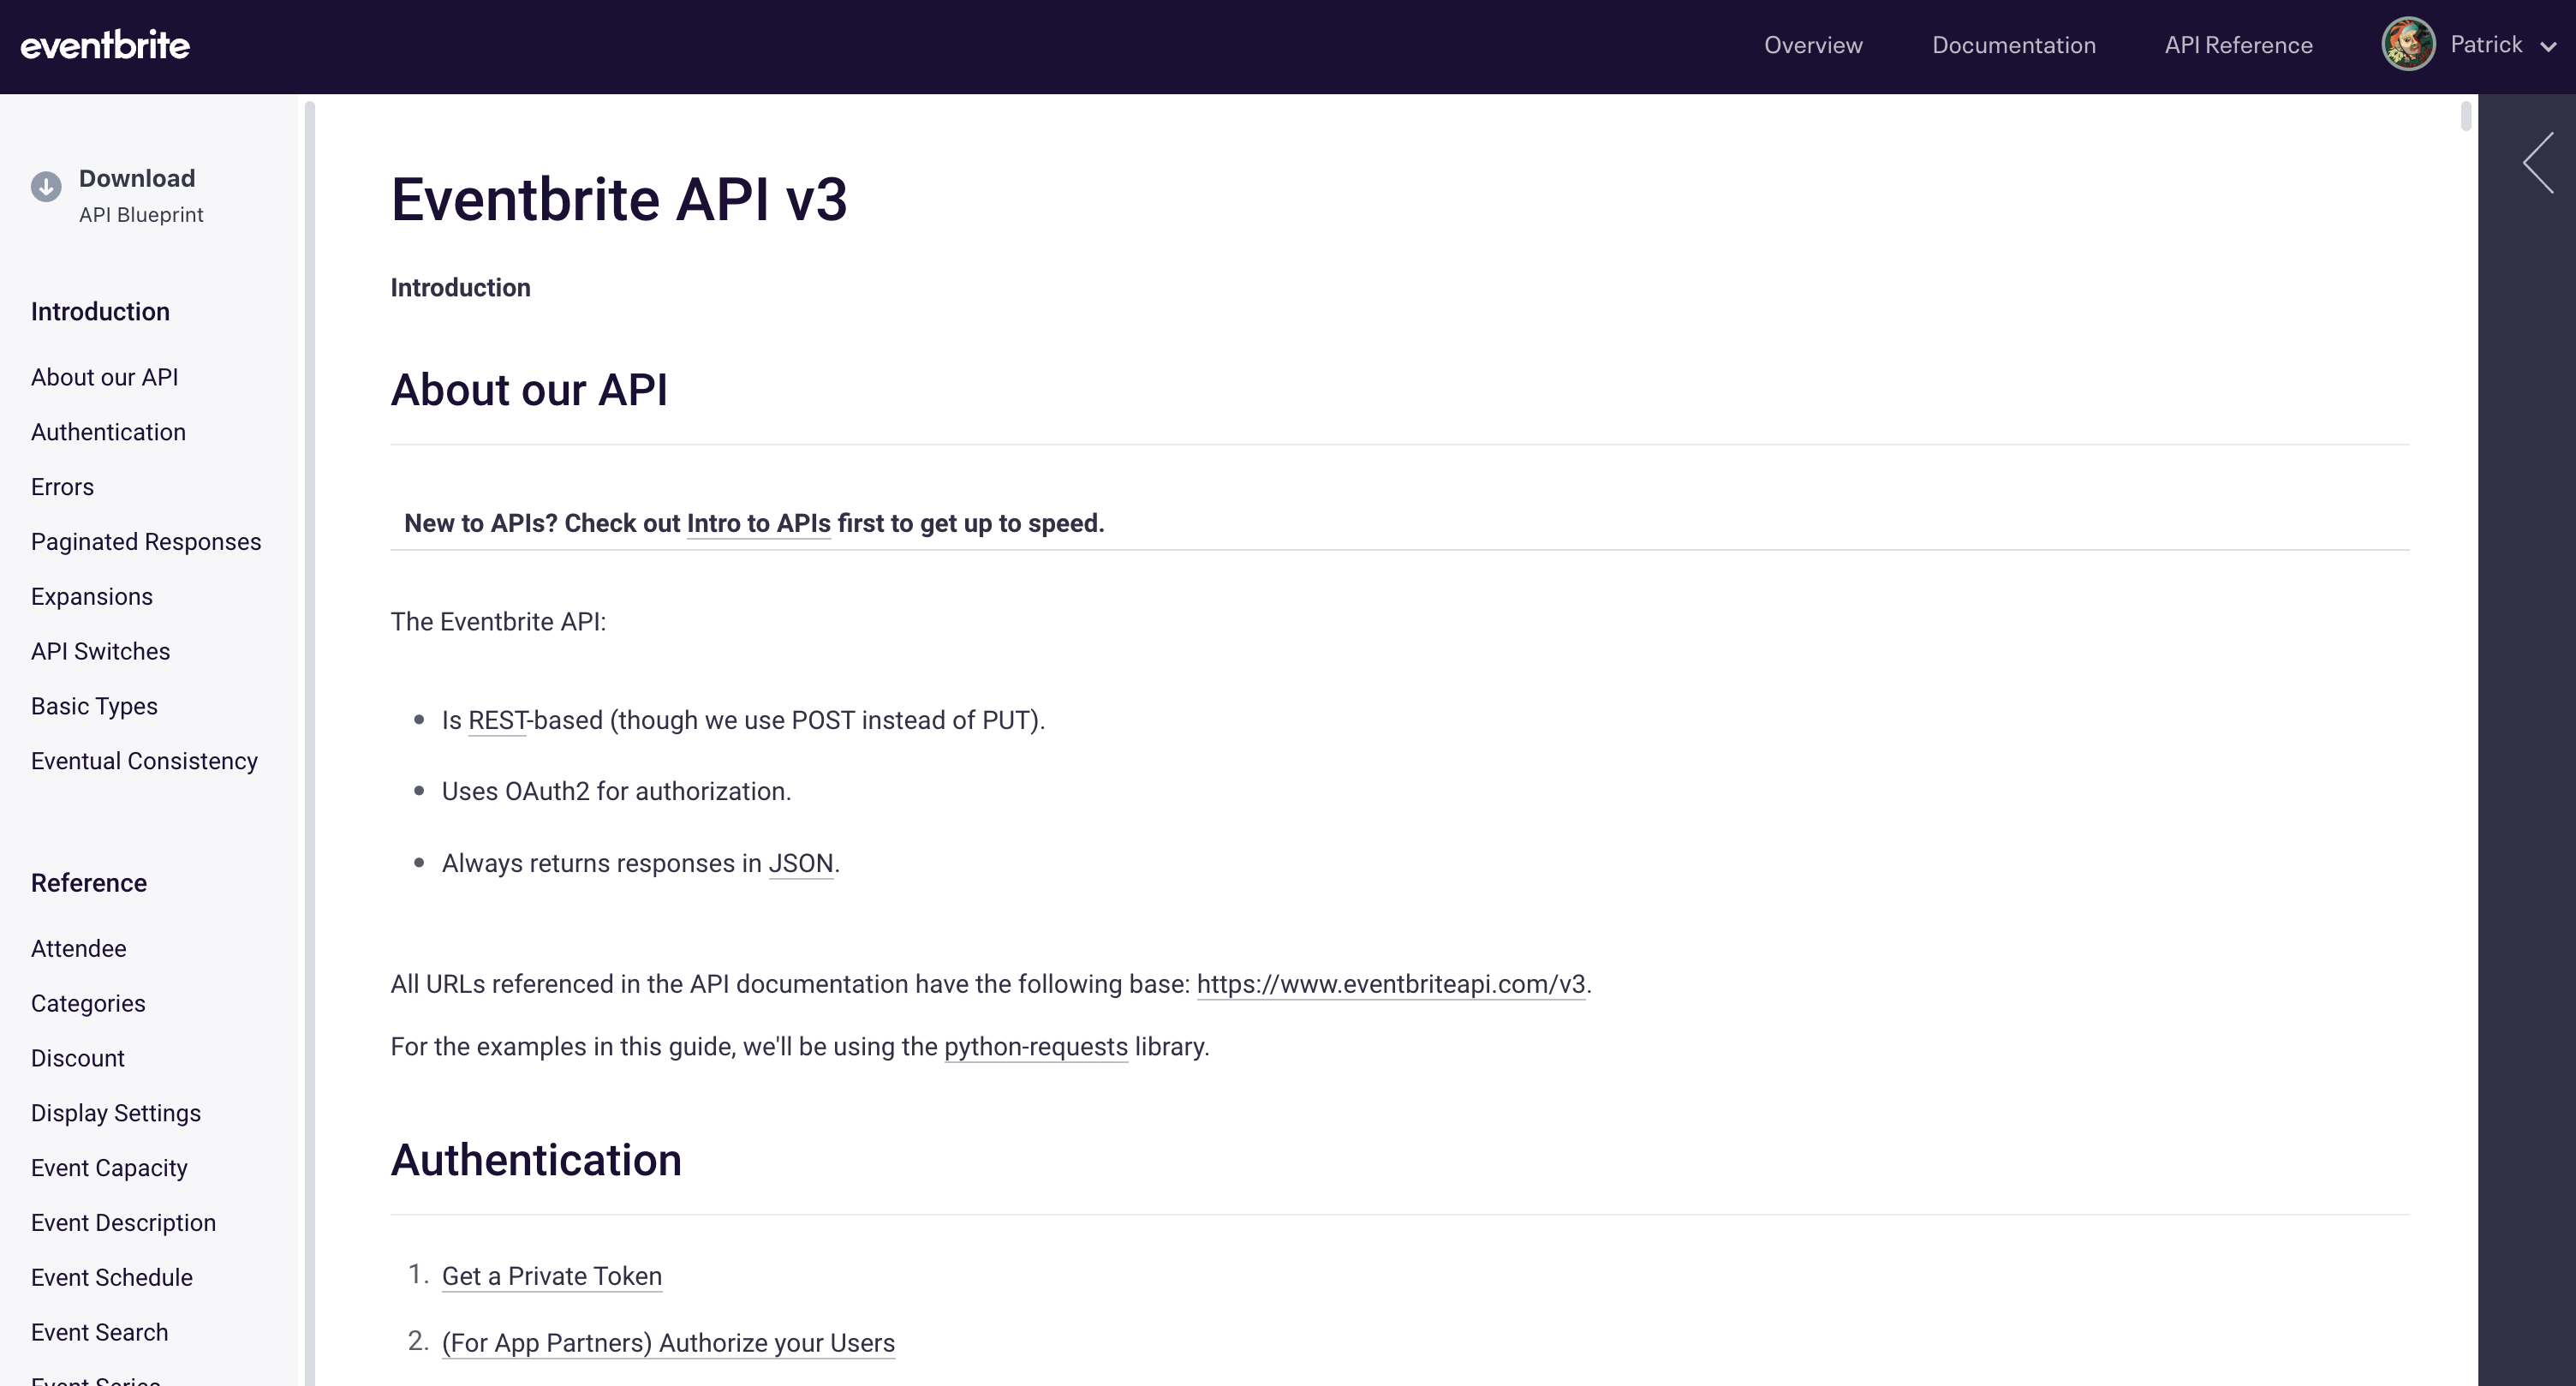 eventbrite
Overview
Documentation
API Reference
Patrick
Download
API Blueprint
Introduction
About our API
Authentication
Errors
Paginated Responses
Expansions
API Switches
Basic Types
Eventual Consistency
Reference
Attendee
Categories
Discount
Display Settings
Event Capacity
Event Description
Event Schedule
Event Search
Event Series
Eventbrite API v3
Introduction
About our API
New to APIs? Check out Intro to APIs first to get up to speed.
The Eventbrite API:
• Is REST-based (though we use POST instead of PUT).
• Uses OAuth2 for authorization.
• Always returns responses in JSON.
All URLs referenced in the API documentation have the following base: https://www.eventbriteapi.com/v3.
For the examples in this guide, we'll be using the python-requests library.
Authentication
1. Get a Private Token
2. (For App Partners) Authorize your Users